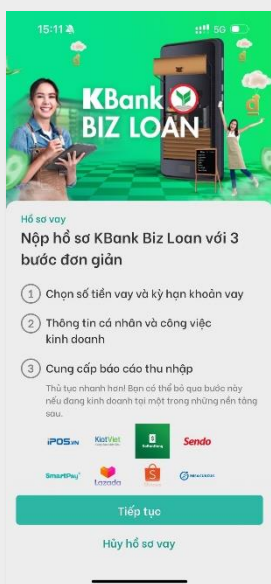 15:11
5G
KBank
BIZ LOAN
Hồ sơ vay
Nộp hồ sơ KBank Biz Loan với 3
bước đơn giản
1 Chọn số tiền vay và kỳ hạn khoản vay
2 Thông tin cá nhân và công việc
kinh doanh
3 Cung cấp báo cáo thu nhập
Thủ tục nhanh hơn! Bạn có thể bỏ qua bước này
nếu đang kinh doanh tại một trong những nền tảng
sau.
iPOS.vn KiotViet Sendo
SmartPay Lazada
Tiếp tục
Hủy hồ sơ vay